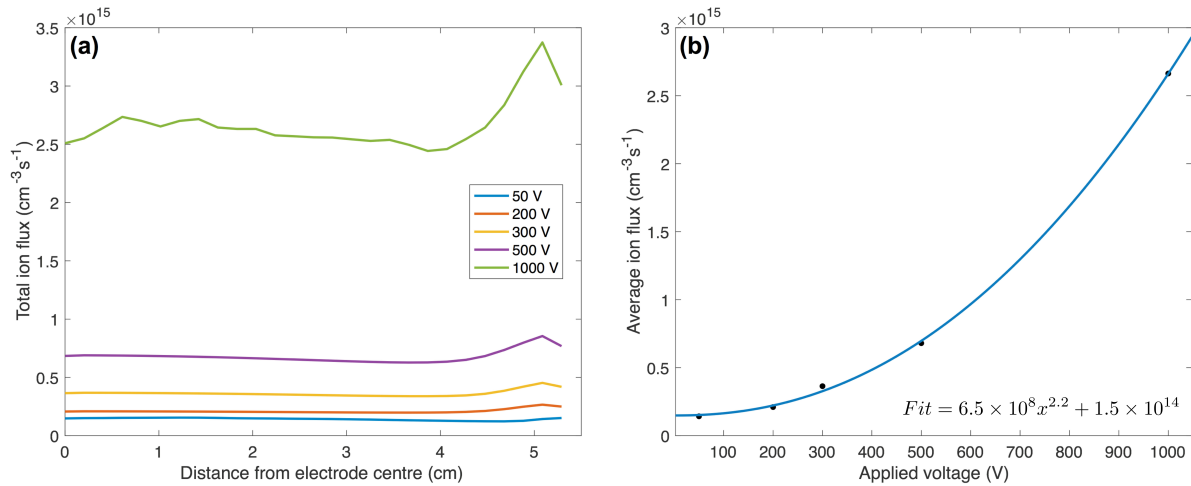 (a)
×10^15
3.5
3
2.5
2
1.5
1
0.5
0
0 1 2 3 4 5
Total ion flux (cm^-3s^-1)
Distance from electrode centre (cm)
50 V
200 V
300 V
500 V
1000 V
(b)
×10^15
3
2.5
2
1.5
1
0.5
0
100 200 300 400 500 600 700 800 900 1000
Average ion flux (cm^-3s^-1)
Applied voltage (V)
Fit = 6.5 × 10^8x^2.2 + 1.5 × 10^14